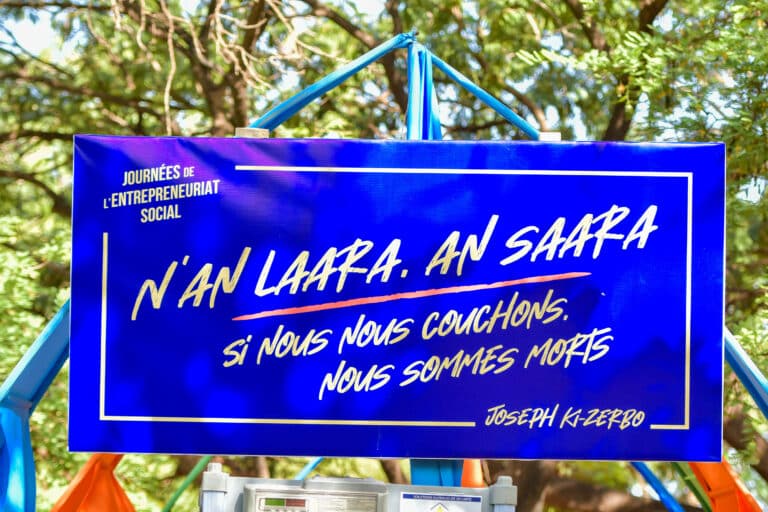 JOURNÉES DE
L'ENTREPRENEURIAT
SOCIAL
N'AN LAARA, AN SAARA
Si NOUS NOUS COUCHONS,
NOUS SOMMES MORTS
JOSEPH Ki-ZERBO